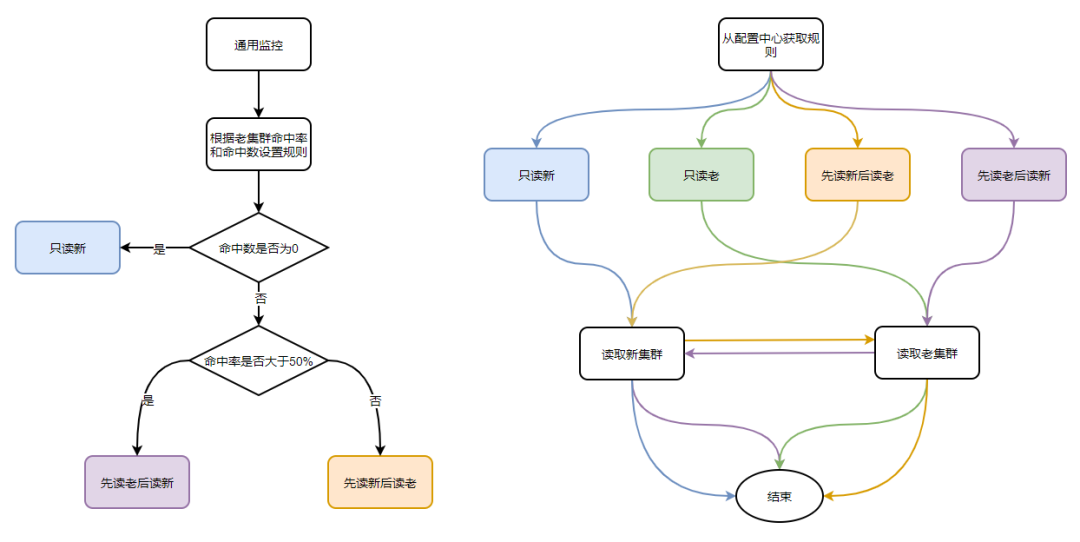 通用监控
根据老集群命中率
和命中数设置规则
只读新
是
命中数是否为0
否
命中率是否大于50%
是
否
先读老后读新
先读新后读老
从配置中心获取规
则
只读新
只读老
先读新后读老
先读老后读新
读取新集群
读取老集群
结束